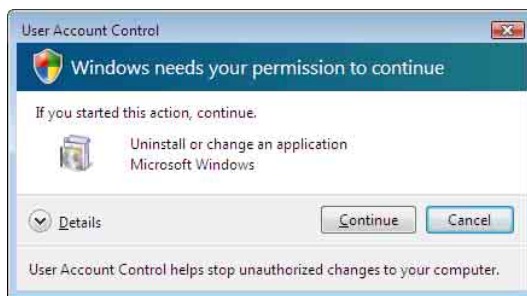 User Account Control
Windows needs your permission to continue
If you started this action, continue.
Uninstall or change an application
Microsoft Windows
Details
Continue
Cancel
User Account Control helps stop unauthorized changes to your computer.